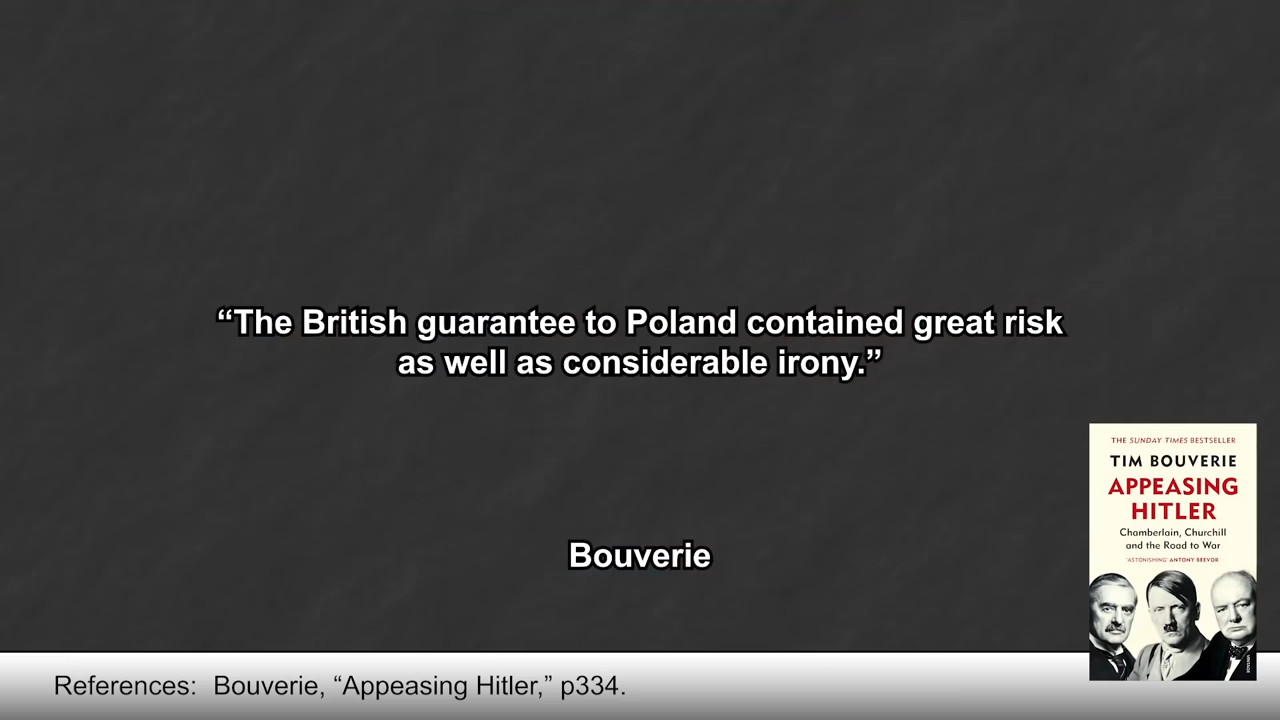 “The British guarantee to Poland contained great risk
as well as considerable irony.”
Bouverie
THE SUNDAY TIMES BESTSELLER
TIM BOUVERIE
APPEASING
HITLER
Chamberlain, Churchill
and the Road to War
‘ASTONISHING’ ANTONY BEEVOR
VINTAGE
References: Bouverie, “Appeasing Hitler,” p334.